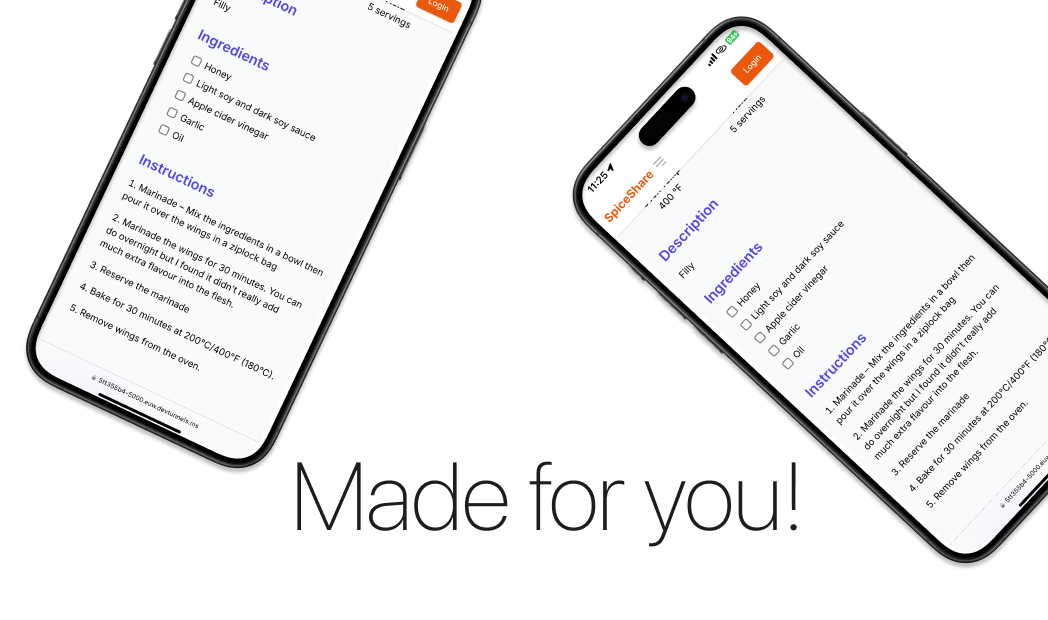 Description
Filly
5 servings
Login
Ingredients
Honey
Light soy and dark soy sauce
Apple cider vinegar
Garlic
Oil
Instructions
1. Marinade – Mix the ingredients in a bowl then
pour it over the wings in a ziplock bag
2. Marinade the wings for 30 minutes. You can
do overnight but I found it didn't really add
much extra flavour into the flesh.
3. Reserve the marinade
4. Bake for 30 minutes at 200°C/400°F (180°C).
5. Remove wings from the oven.
5tt355b4-5000.euw.devtunnels.ms
11:25
SpiceShare
Login
400 °F
5 servings
Description
Filly
Ingredients
Honey
Light soy and dark soy sauce
Apple cider vinegar
Garlic
Oil
Instructions
1. Marinade – Mix the ingredients in a bowl then
pour it over the wings in a ziplock bag
2. Marinade the wings for 30 minutes. You can
do overnight but I found it didn't really add
much extra flavour into the flesh.
3. Reserve the marinade
4. Bake for 30 minutes at 200°C/400°F (180°
5. Remove wings from the oven.
5tt355b4-5000.euw
Made for you!